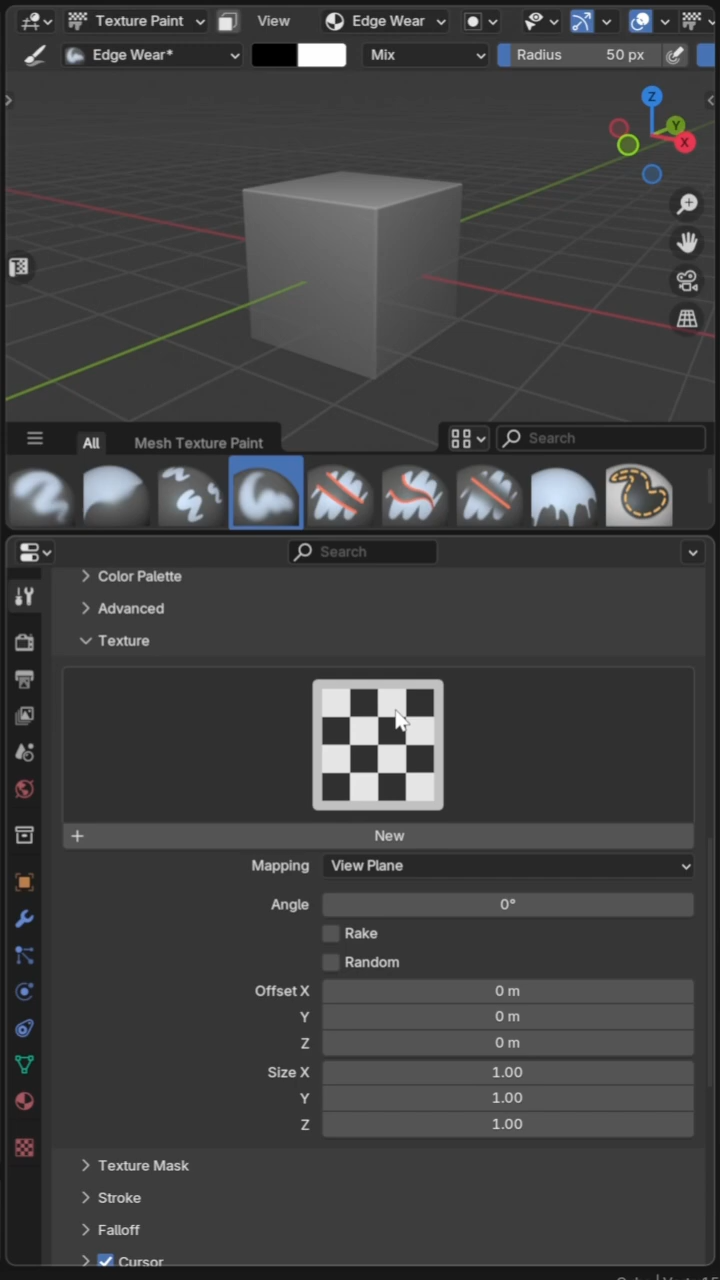 Texture Paint View Edge Wear
Edge Wear* Mix Radius 50 px
Z
Y
X
All Mesh Texture Paint Search
Search
Color Palette
Advanced
Texture
New
Mapping View Plane
Angle 0°
Rake
Random
Offset X 0 m
Y 0 m
Z 0 m
Size X 1.00
Y 1.00
Z 1.00
Texture Mask
Stroke
Falloff
Cursor